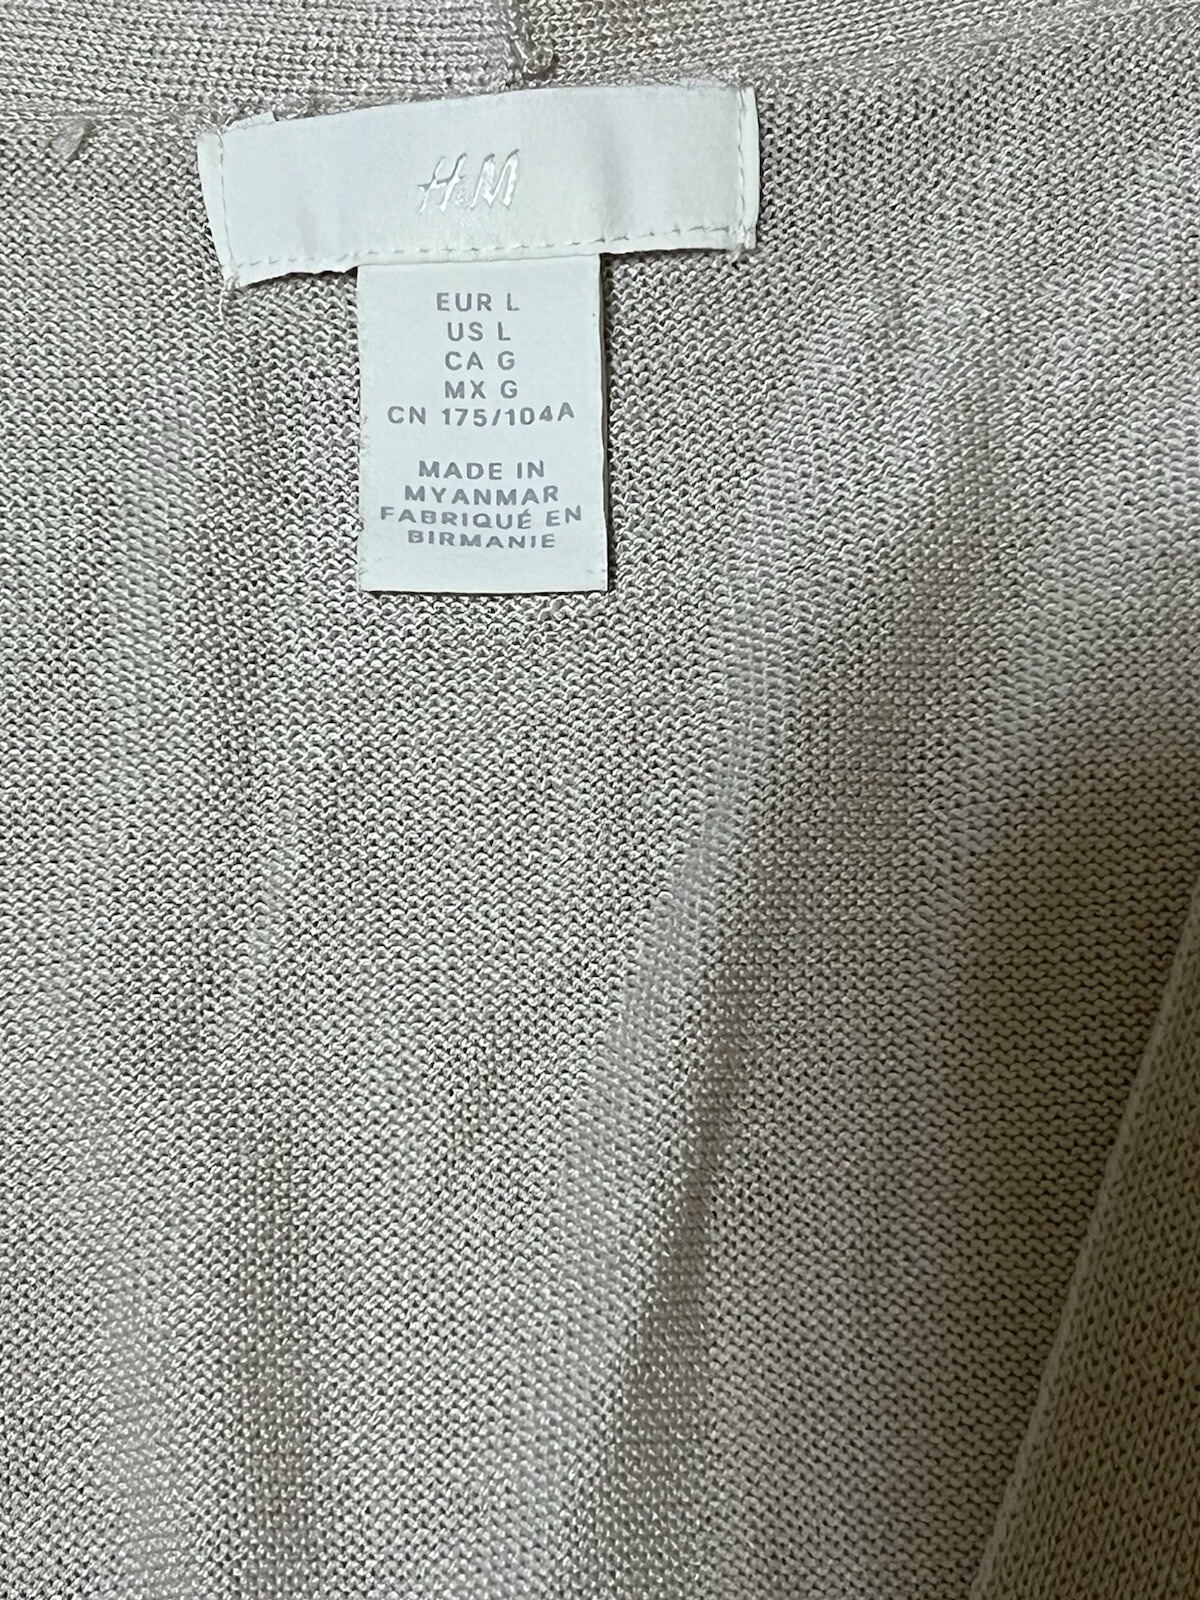 H&M
EUR L
US L
CA G
MX G
CN 175/104A
MADE IN
MYANMAR
FABRIQUÉ EN
BIRMANIE